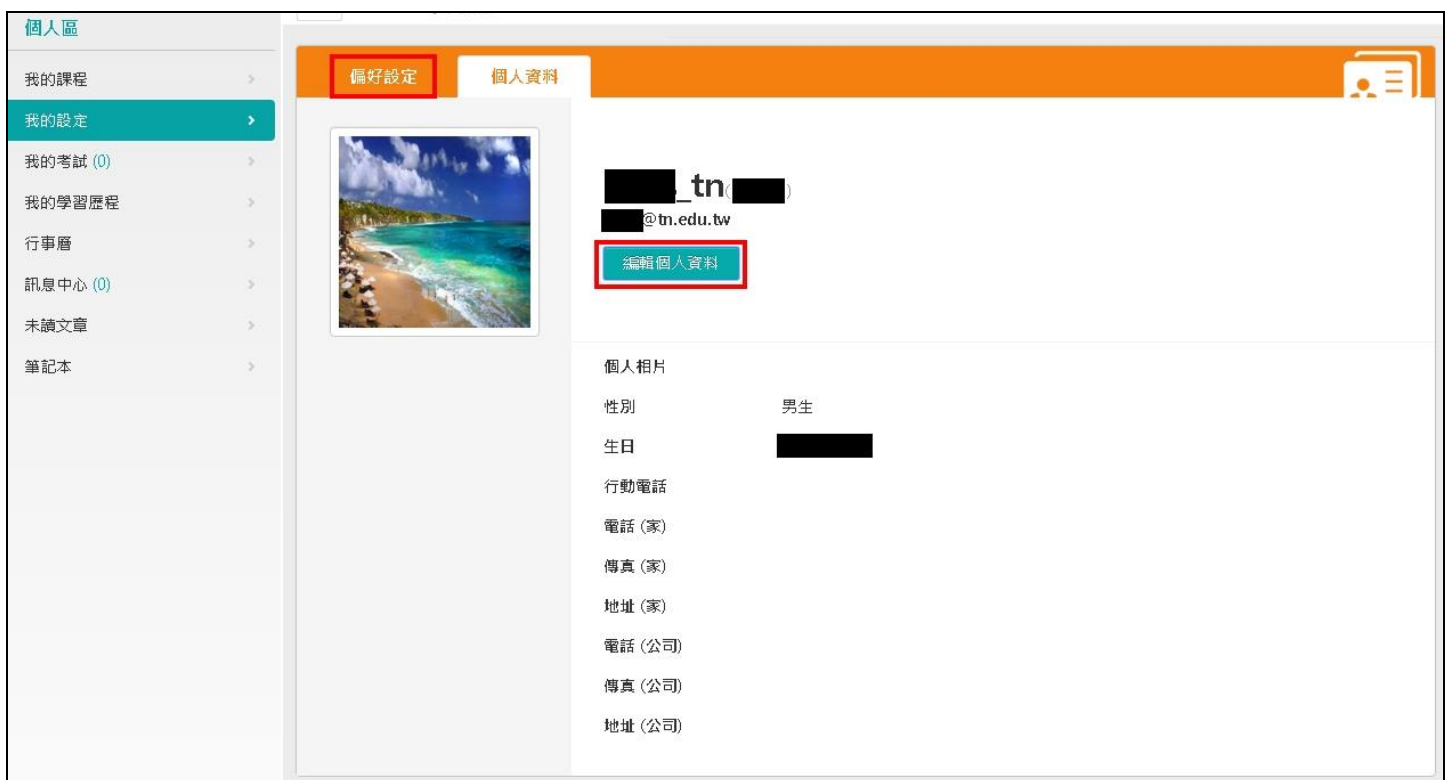 個人區
我的課程
我的設定
我的考試 (0)
我的學習歷程
行事曆
訊息中心 (0)
未讀文章
筆記本
偏好設定
個人資料
_tn( )
@tn.edu.tw
編輯個人資料
個人相片
性別 男生
生日
行動電話
電話 (家)
傳真 (家)
地址 (家)
電話 (公司)
傳真 (公司)
地址 (公司)